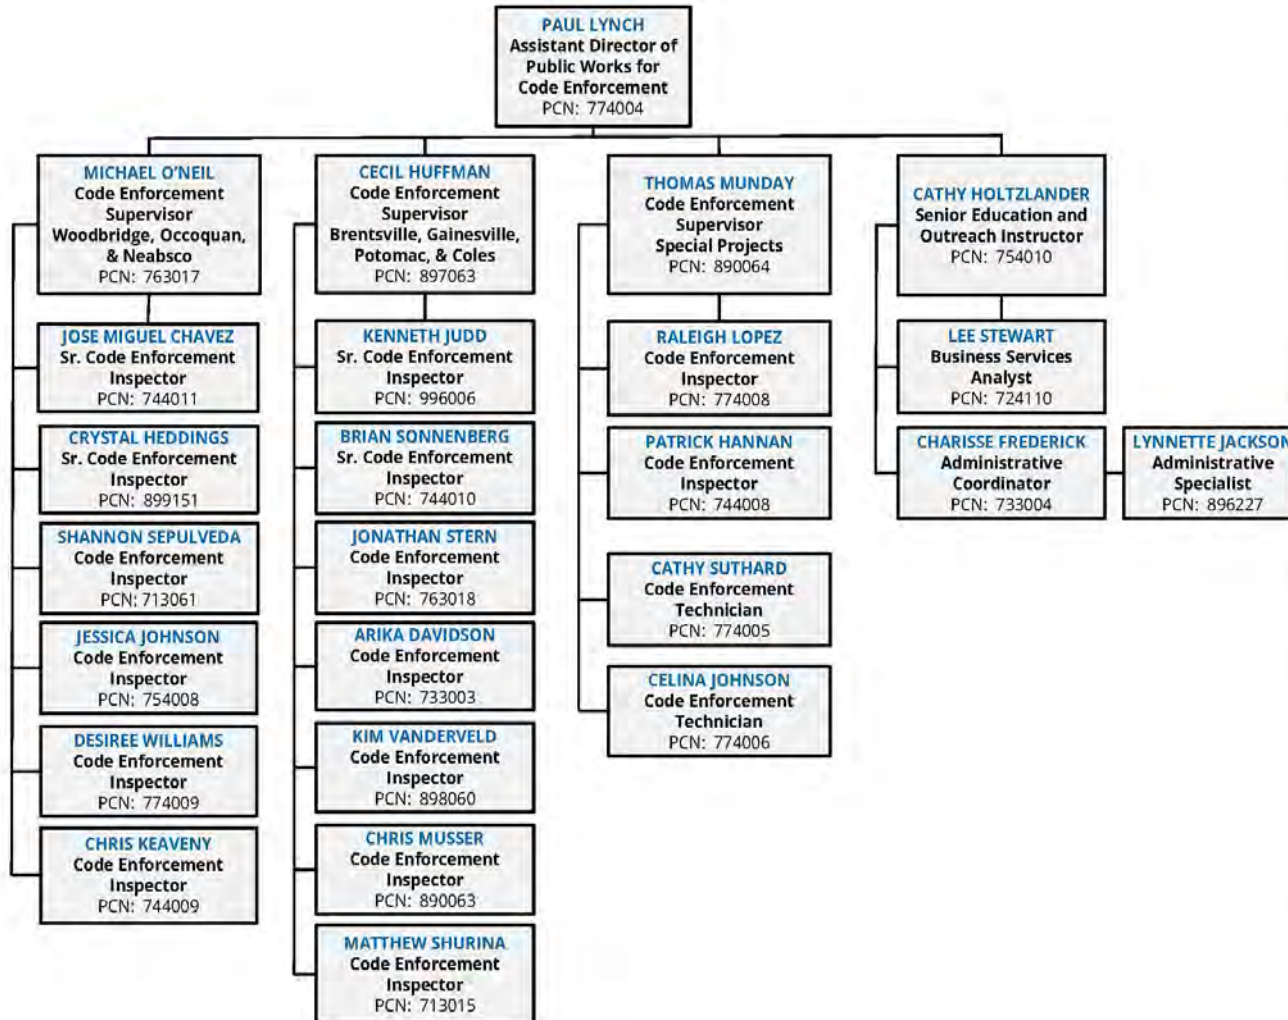 PAUL LYNCH
Assistant Director of
Public Works for
Code Enforcement
PCN: 774004
MICHAEL O'NEIL
Code Enforcement
Supervisor
Woodbridge, Occoquan,
& Neabsco
PCN: 763017
JOSE MIGUEL CHAVEZ
Sr. Code Enforcement
Inspector
PCN: 744011
CRYSTAL HEDDINGS
Sr. Code Enforcement
Inspector
PCN: 899151
SHANNON SEPULVEDA
Code Enforcement
Inspector
PCN: 713061
JESSICA JOHNSON
Code Enforcement
Inspector
PCN: 754008
DESIREE WILLIAMS
Code Enforcement
Inspector
PCN: 774009
CHRIS KEAVENY
Code Enforcement
Inspector
PCN: 744009
CECIL HUFFMAN
Code Enforcement
Supervisor
Brentsville, Gainesville,
Potomac, & Coles
PCN: 897063
KENNETH JUDD
Sr. Code Enforcement
Inspector
PCN: 996006
BRIAN SONNENBERG
Sr. Code Enforcement
Inspector
PCN: 744010
JONATHAN STERN
Code Enforcement
Inspector
PCN: 763018
ARIKA DAVIDSON
Code Enforcement
Inspector
PCN: 733003
KIM VANDERVELD
Code Enforcement
Inspector
PCN: 898060
CHRIS MUSSER
Code Enforcement
Inspector
PCN: 890063
MATTHEW SHURINA
Code Enforcement
Inspector
PCN: 713015
THOMAS MUNDAY
Code Enforcement
Supervisor
Special Projects
PCN: 890064
RALEIGH LOPEZ
Code Enforcement
Inspector
PCN: 774008
PATRICK HANNAN
Code Enforcement
Inspector
PCN: 744008
CATHY SUTHARD
Code Enforcement
Technician
PCN: 774005
CELINA JOHNSON
Code Enforcement
Technician
PCN: 774006
CATHY HOLTZLANDER
Senior Education and
Outreach Instructor
PCN: 754010
LEE STEWART
Business Services
Analyst
PCN: 724110
CHARISSE FREDERICK
Administrative
Coordinator
PCN: 733004
LYNNETTE JACKSON
Administrative
Specialist
PCN: 896227